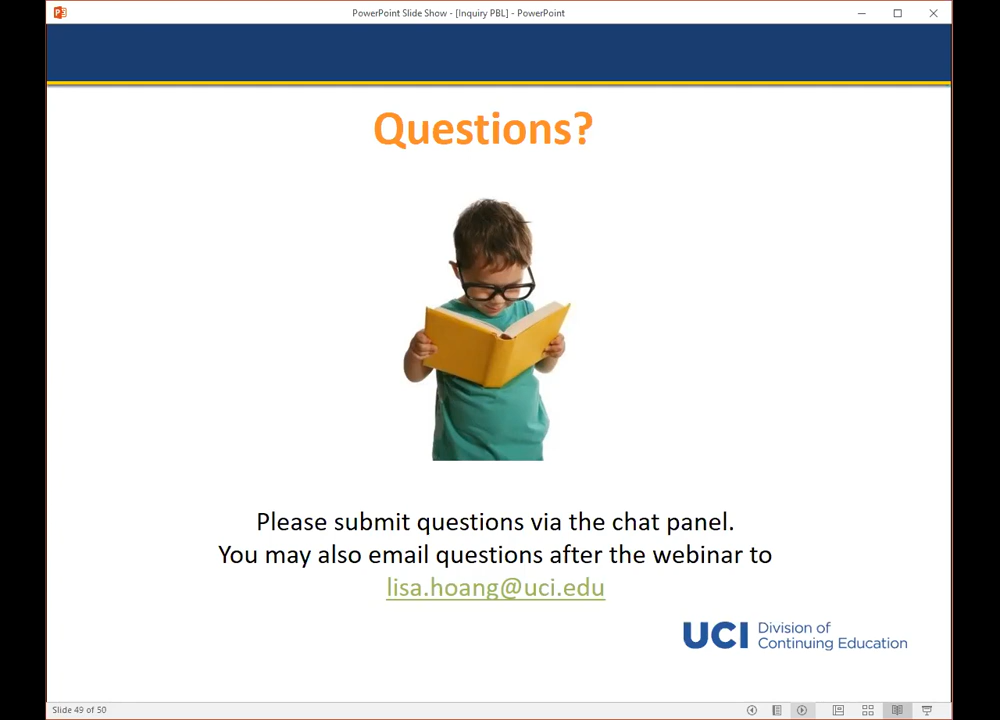 PowerPoint Slide Show - [Inquiry PBL] - PowerPoint
Questions?
Please submit questions via the chat panel.
You may also email questions after the webinar to
lisa.hoang@uci.edu
UCI Division of
Continuing Education
Slide 49 of 50